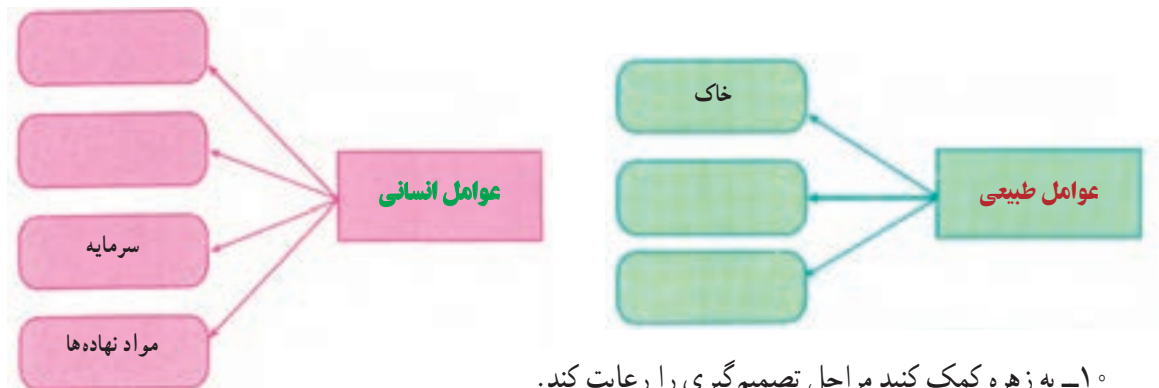 خاک
عوامل طبیعی
عوامل انسانی
سرمایه
مواد نهاده‌ها
۱۰ــ به زهره کمک کنید مراحل تصمیم‌گیری را رعایت کند.